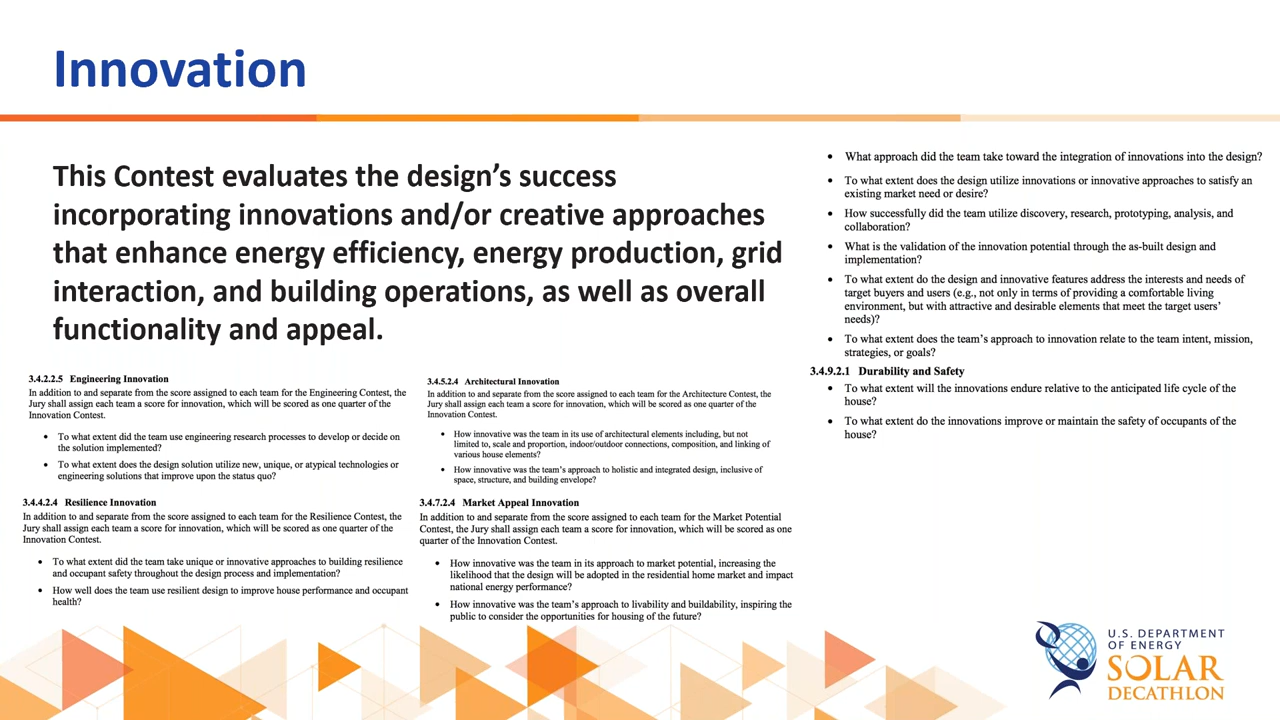 Innovation
This Contest evaluates the design's success
incorporating innovations and/or creative approaches
that enhance energy efficiency, energy production, grid
interaction, and building operations, as well as overall
functionality and appeal.
3.4.2.2.5 Engineering Innovation
In addition to and separate from the score assigned to each team for the Engineering Contest, the
Jury shall assign each team a score for innovation, which will be scored as one quarter of the
Innovation Contest.
• To what extent did the team use engineering research processes to develop or decide on
the solution implemented?
• To what extent does the design solution utilize new, unique, or atypical technologies or
engineering solutions that improve upon the status quo?
3.4.4.2.4 Resilience Innovation
In addition to and separate from the score assigned to each team for the Resilience Contest, the
Jury shall assign each team a score for innovation, which will be scored as one quarter of the
Innovation Contest.
• To what extent did the team take unique or innovative approaches to building resilience
and occupant safety throughout the design process and implementation?
• How well does the team use resilient design to improve house performance and occupant
health?
3.4.5.2.4 Architectural Innovation
In addition to and separate from the score assigned to each team for the Architecture Contest, the
Jury shall assign each team a score for innovation, which will be scored as one quarter of the
Innovation Contest.
• How innovative was the team in its use of architectural elements including, but not
limited to, scale and proportion, indoor/outdoor connections, composition, and linking of
various house elements?
• How innovative was the team's approach to holistic and integrated design, inclusive of
space, structure, and building envelope?
3.4.7.2.4 Market Appeal Innovation
In addition to and separate from the score assigned to each team for the Market Potential
Contest, the Jury shall assign each team a score for innovation, which will be scored as one
quarter of the Innovation Contest.
• How innovative was the team in its approach to market potential, increasing the
likelihood that the design will be adopted in the residential home market and impact
national energy performance?
• How innovative was the team's approach to livability and buildability, inspiring the
public to consider the opportunities for housing of the future?
• What approach did the team take toward the integration of innovations into the design?
• To what extent does the design utilize innovations or innovative approaches to satisfy an
existing market need or desire?
• How successfully did the team utilize discovery, research, prototyping, analysis, and
collaboration?
• What is the validation of the innovation potential through the as-built design and
implementation?
• To what extent do the design and innovative features address the interests and needs of
target buyers and users (e.g., not only in terms of providing a comfortable living
environment, but with attractive and desirable elements that meet the target users'
needs)?
• To what extent does the team's approach to innovation relate to the team intent, mission,
strategies, or goals?
3.4.9.2.1 Durability and Safety
• To what extent will the innovations endure relative to the anticipated life cycle of the
house?
• To what extent do the innovations improve or maintain the safety of occupants of the
house?
U.S. DEPARTMENT
OF ENERGY
SOLAR
DECATHLON